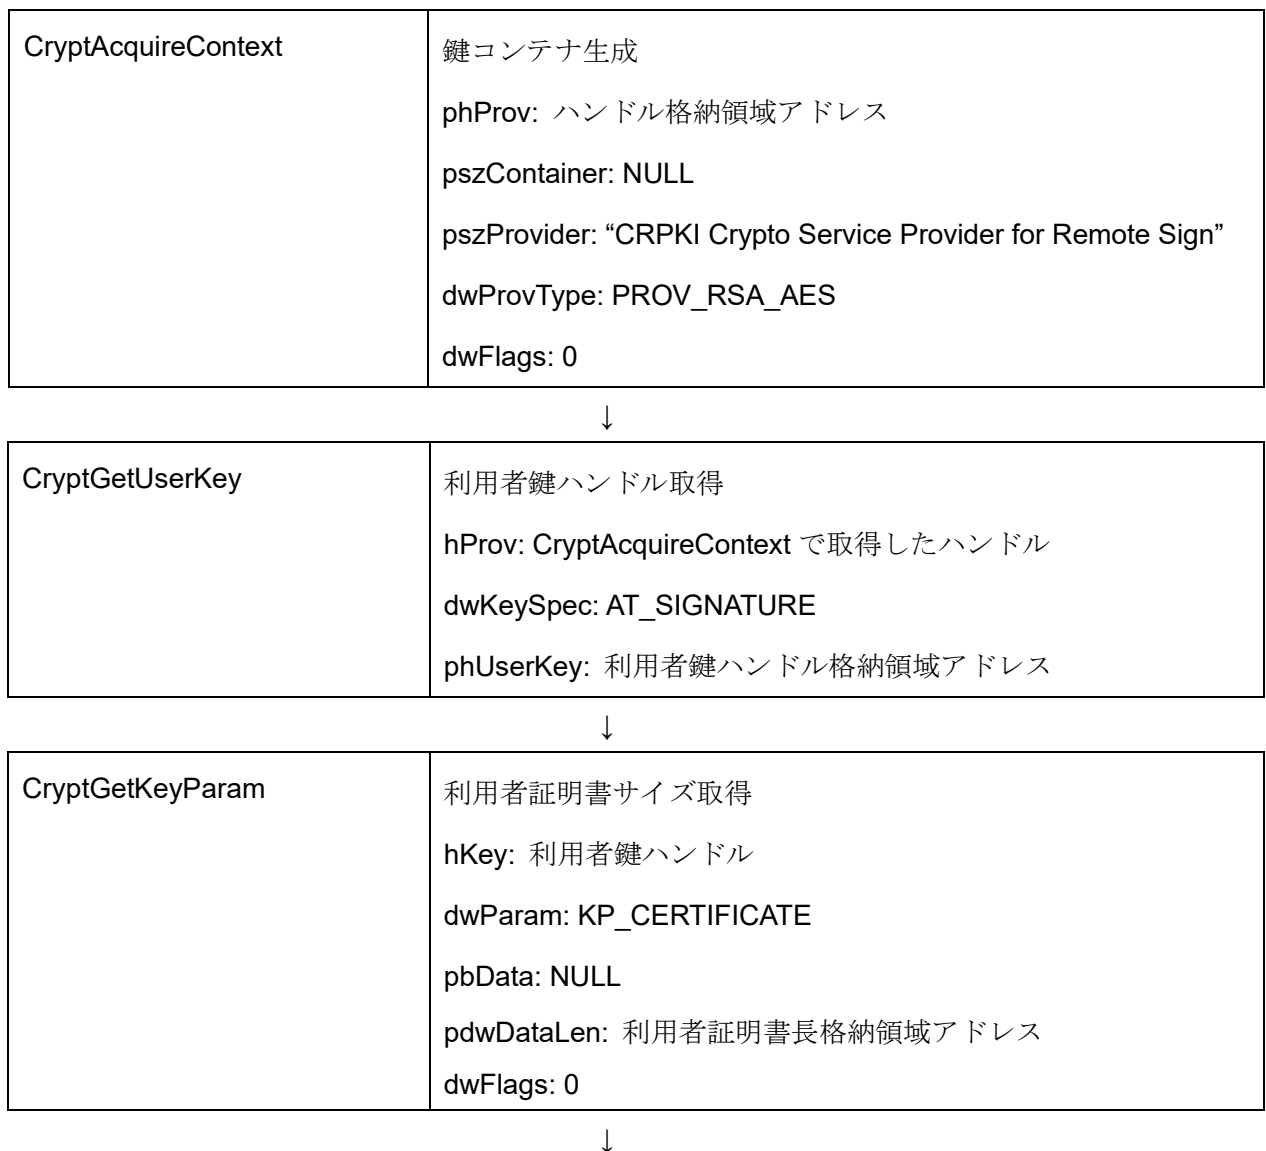 CryptAcquireContext
鍵コンテナ生成
phProv: ハンドル格納領域アドレス
pszContainer: NULL
pszProvider: “CRPKI Crypto Service Provider for Remote Sign”
dwProvType: PROV_RSA_AES
dwFlags: 0
↓
CryptGetUserKey
利用者鍵ハンドル取得
hProv: CryptAcquireContext で取得したハンドル
dwKeySpec: AT_SIGNATURE
phUserKey: 利用者鍵ハンドル格納領域アドレス
↓
CryptGetKeyParam
利用者証明書サイズ取得
hKey: 利用者鍵ハンドル
dwParam: KP_CERTIFICATE
pbData: NULL
pdwDataLen: 利用者証明書長格納領域アドレス
dwFlags: 0
↓